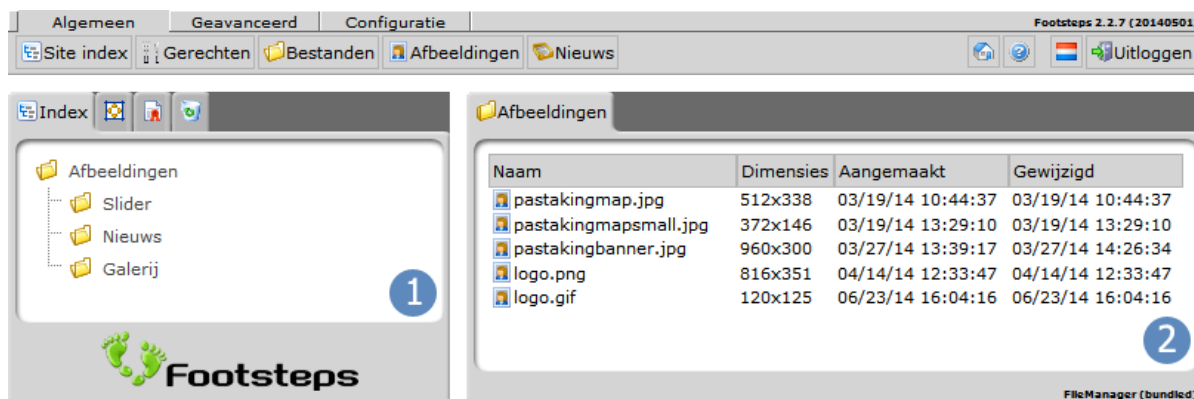 Algemeen Geavanceerd Configuratie Footsteps 2.2.7 (20140501
Site index Gerechten Bestanden Afbeeldingen Nieuws Uitloggen
Index
Afbeeldingen
Slider
Nieuws
Galerij
1
Footsteps
Afbeeldingen
Naam Dimensies Aangemaakt Gewijzigd
pastakingmap.jpg 512x338 03/19/14 10:44:37 03/19/14 10:44:37
pastakingmapsmall.jpg 372x146 03/19/14 13:29:10 03/19/14 13:29:10
pastakingbanner.jpg 960x300 03/27/14 13:39:17 03/27/14 14:26:34
logo.png 816x351 04/14/14 12:33:47 04/14/14 12:33:47
logo.gif 120x125 06/23/14 16:04:16 06/23/14 16:04:16
2
FileManager (bundled)